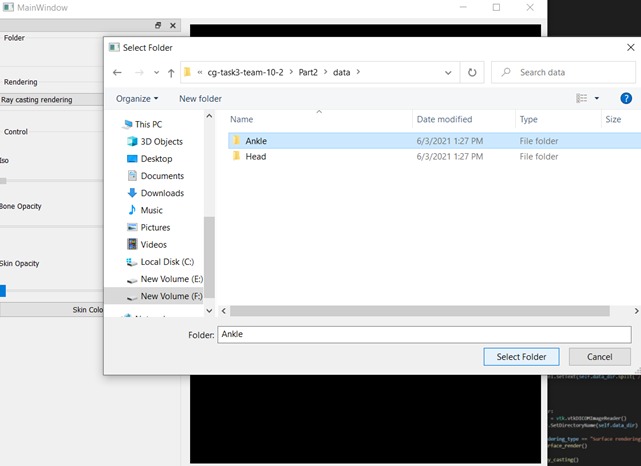 MainWindow
Folder
Rendering
Ray casting rendering
Control
Iso
Bone Opacity
Skin Opacity
Skin Colo
Select Folder
« cg-task3-team-10-2 > Part2 > data >
Search data
Organize
New folder
This PC
3D Objects
Desktop
Documents
Downloads
Music
Pictures
Videos
Local Disk (C:)
New Volume (E:)
New Volume (F:)
Name Date modified Type Size
Ankle 6/3/2021 1:27 PM File folder
Head 6/3/2021 1:27 PM File folder
Folder: Ankle
Select Folder
Cancel
= vtk.vtkDICOMImageReader()
.SetDirectoryName(self.data_dir)
dering_type == "surface rendering
urface_render()
y_casting()